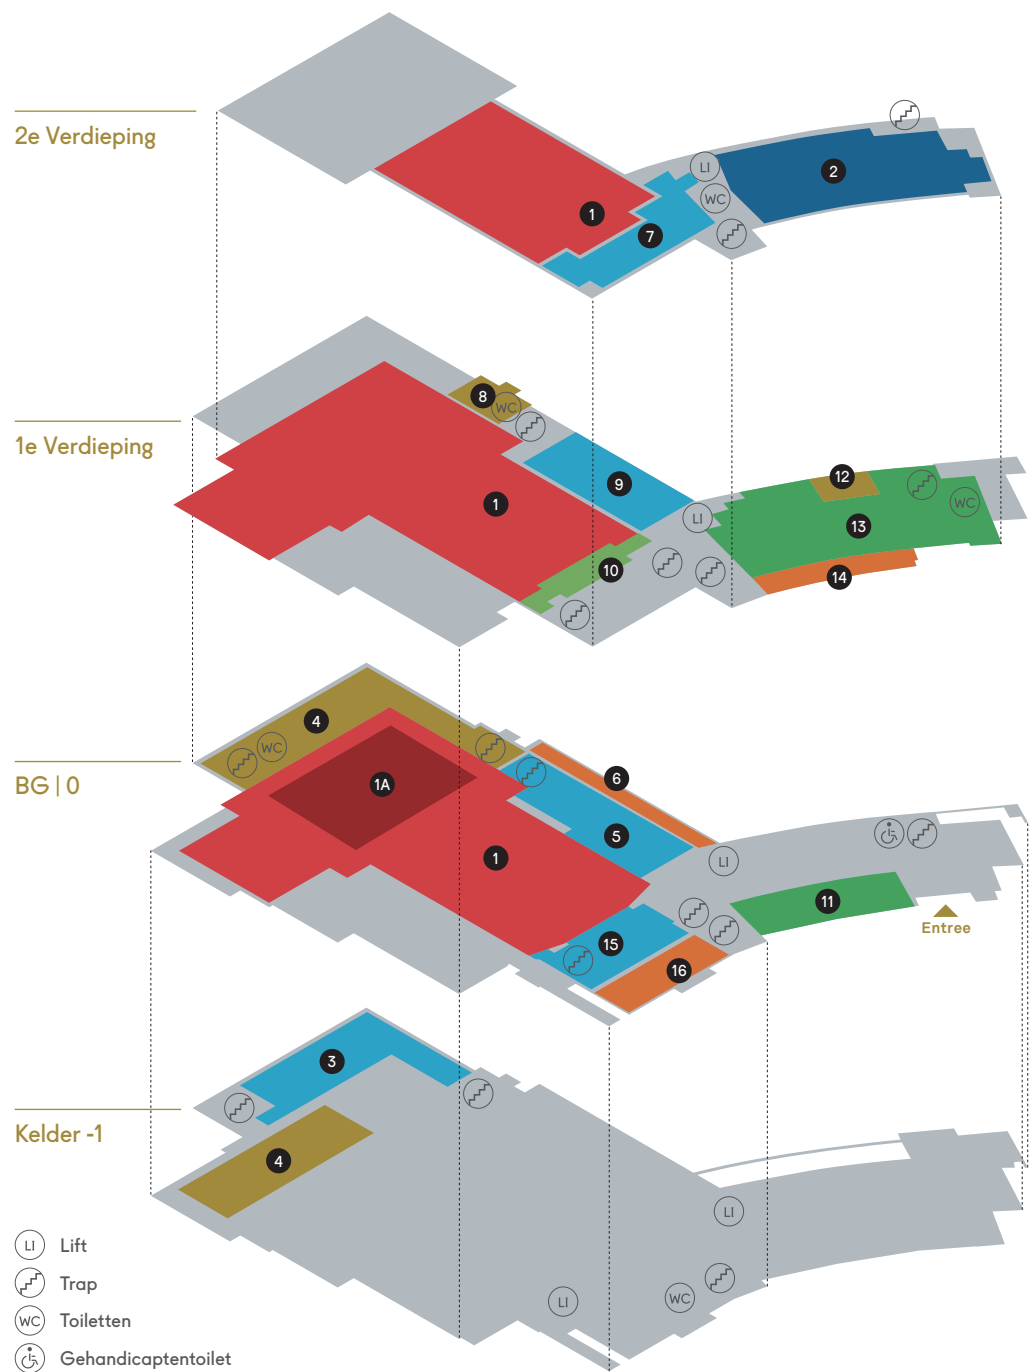 LI
2e Verdieping
2
WC
1
7
LI
8
WC
1e Verdieping
12
WC
9
1
LI
13
10
14
4
WC
6
BG | 0
1A
5
1
LI
11
Entree
15
16
3
Kelder -1
4
LI
LI
WC
LI Lift
Trap
WC Toiletten
Gehandicaptentoilet